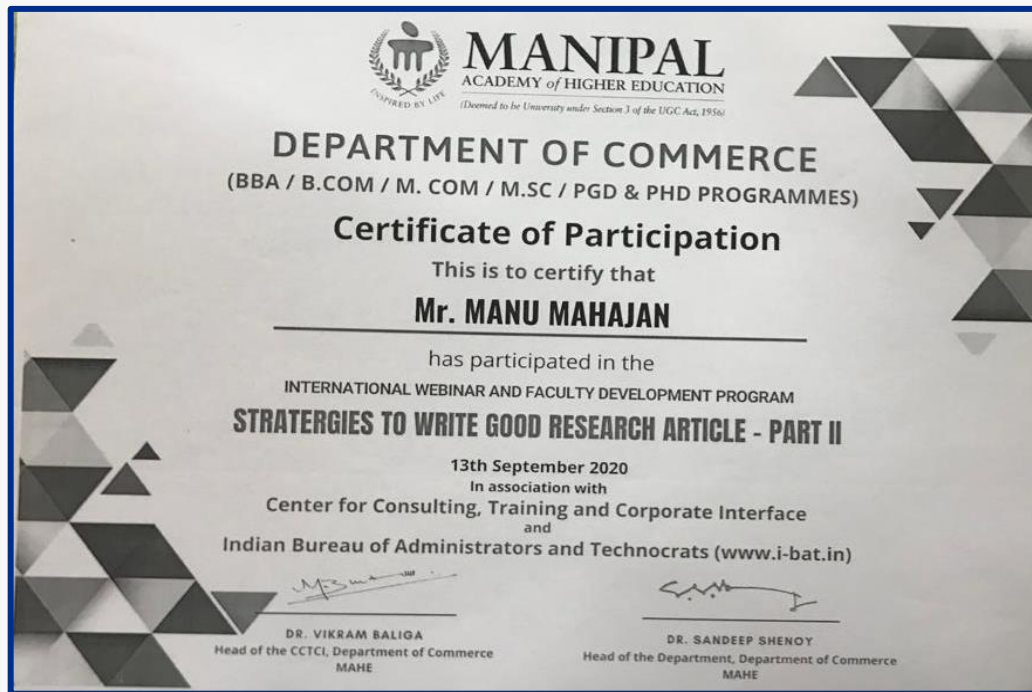 MANIPAL
ACADEMY of HIGHER EDUCATION
INSPIRED BY LIFE
(Deemed to be University under Section 3 of the UGC Act, 1956)
DEPARTMENT OF COMMERCE
(BBA / B.COM / M. COM / M.SC / PGD & PHD PROGRAMMES)
Certificate of Participation
This is to certify that
Mr. MANU MAHAJAN
has participated in the
INTERNATIONAL WEBINAR AND FACULTY DEVELOPMENT PROGRAM
STRATERGIES TO WRITE GOOD RESEARCH ARTICLE - PART II
13th September 2020
In association with
Center for Consulting, Training and Corporate Interface
and
Indian Bureau of Administrators and Technocrats (www.i-bat.in)
DR. VIKRAM BALIGA
Head of the CCTCI, Department of Commerce
MAHE
DR. SANDEEP SHENOY
Head of the Department, Department of Commerce
MAHE